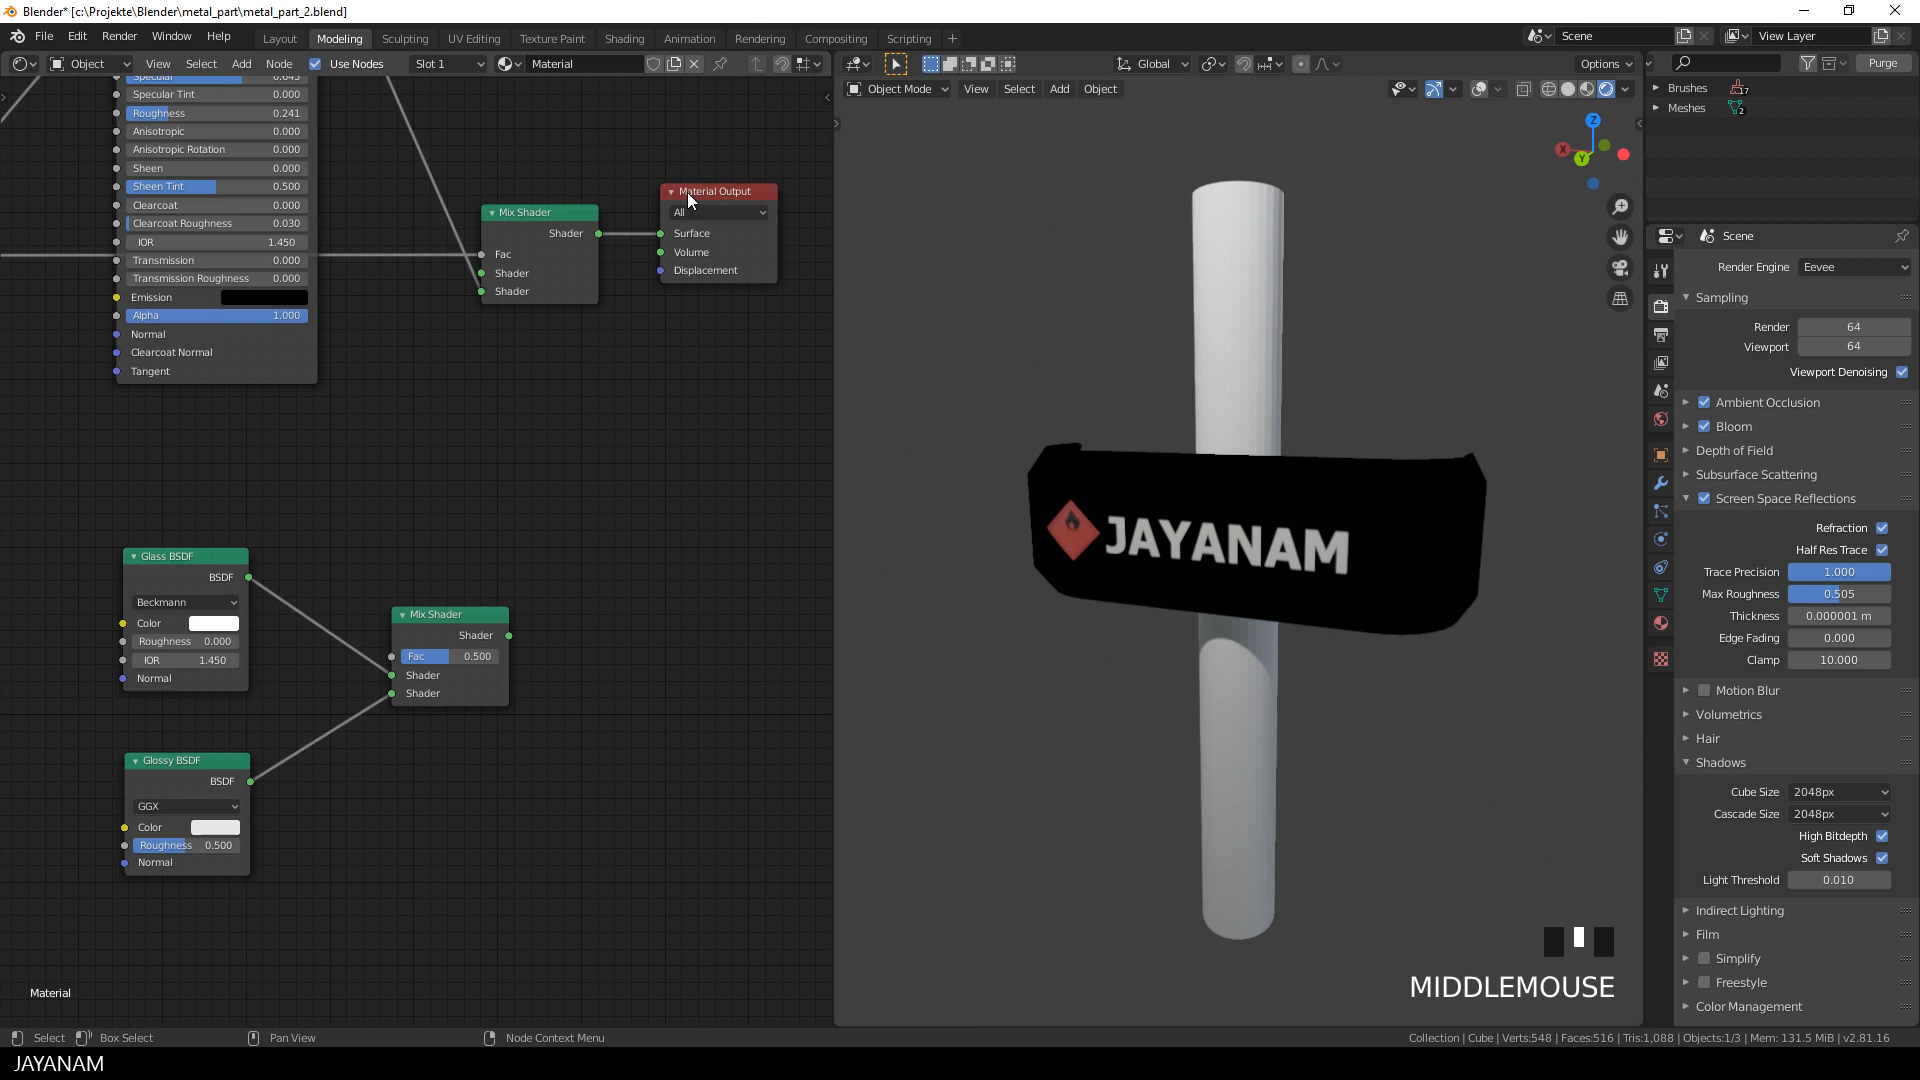 Blender* [c:\Projekte\Blender\metal_part\metal_part_2.blend]
File Edit Render Window Help Layout Modeling Sculpting UV Editing Texture Paint Shading Animation Rendering Compositing Scripting + Scene View Layer
Object View Select Add Node Use Nodes Slot 1 Material Global Options Purge
Object Mode View Select Add Object
Specular 0.645
Specular Tint 0.000
Roughness 0.241
Anisotropic 0.000
Anisotropic Rotation 0.000
Sheen 0.000
Sheen Tint 0.500
Clearcoat 0.000
Clearcoat Roughness 0.030
IOR 1.450
Transmission 0.000
Transmission Roughness 0.000
Emission
Alpha 1.000
Normal
Clearcoat Normal
Tangent
Mix Shader
Shader
Fac
Shader
Shader
Material Output
All
Surface
Volume
Displacement
Glass BSDF
BSDF
Beckmann
Color
Roughness 0.000
IOR 1.450
Normal
Mix Shader
Shader
Fac 0.500
Shader
Shader
Glossy BSDF
BSDF
GGX
Color
Roughness 0.500
Normal
Material
Z
X
Y
JAYANAM
MIDDLEMOUSE
Brushes 17
Meshes 2
Scene
Render Engine Eevee
Sampling
Render 64
Viewport 64
Viewport Denoising
Ambient Occlusion
Bloom
Depth of Field
Subsurface Scattering
Screen Space Reflections
Refraction
Half Res Trace
Trace Precision 1.000
Max Roughness 0.505
Thickness 0.000001 m
Edge Fading 0.000
Clamp 10.000
Motion Blur
Volumetrics
Hair
Shadows
Cube Size 2048px
Cascade Size 2048px
High Bitdepth
Soft Shadows
Light Threshold 0.010
Indirect Lighting
Film
Simplify
Freestyle
Color Management
Select Box Select Pan View Node Context Menu Collection | Cube | Verts:548 | Faces:516 | Tris:1,088 | Objects:1/3 | Mem: 131.5 MiB | v2.81.16
JAYANAM